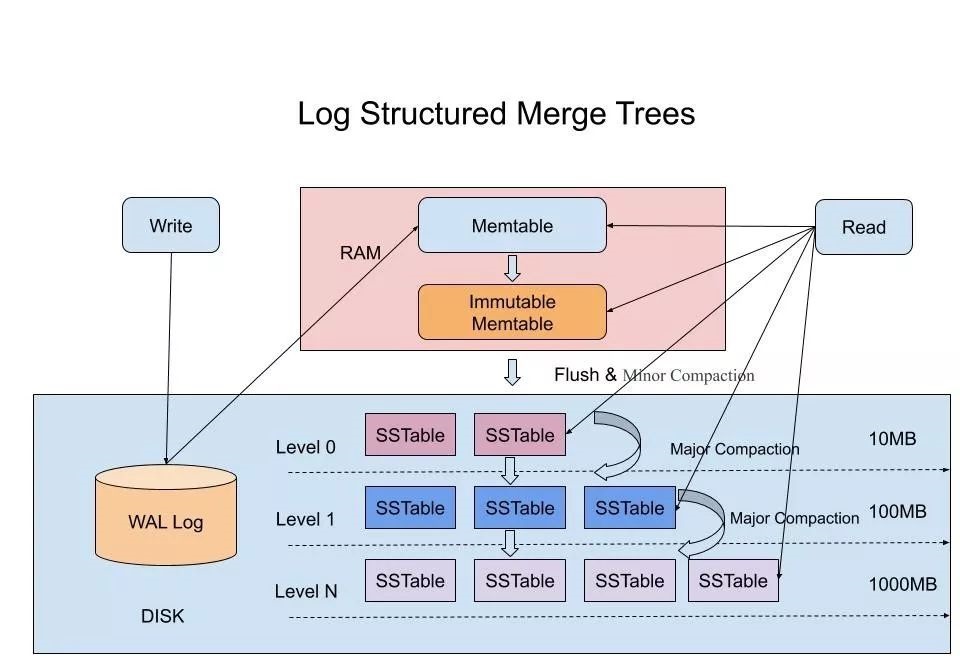 Log Structured Merge Trees
Write
Memtable
Read
RAM
Immutable
Memtable
Flush & Minor Compaction
Level 0
SSTable
SSTable
Major Compaction
10MB
WAL Log
Level 1
SSTable
SSTable
SSTable
Major Compaction
100MB
Level N
SSTable
SSTable
SSTable
SSTable
1000MB
DISK